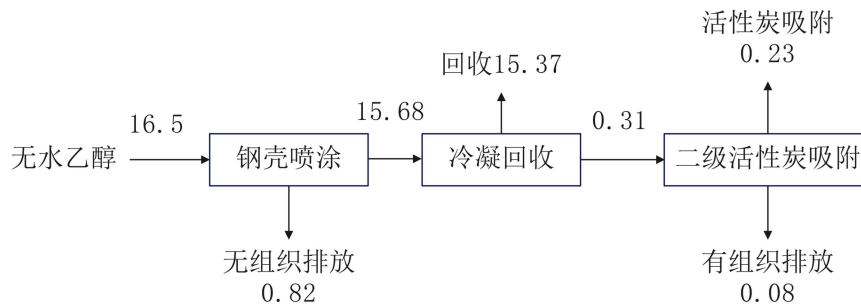 活性炭吸附
0.23
回收15.37
16.5
15.68
0.31
无水乙醇
钢壳喷涂
冷凝回收
二级活性炭吸附
无组织排放
0.82
有组织排放
0.08